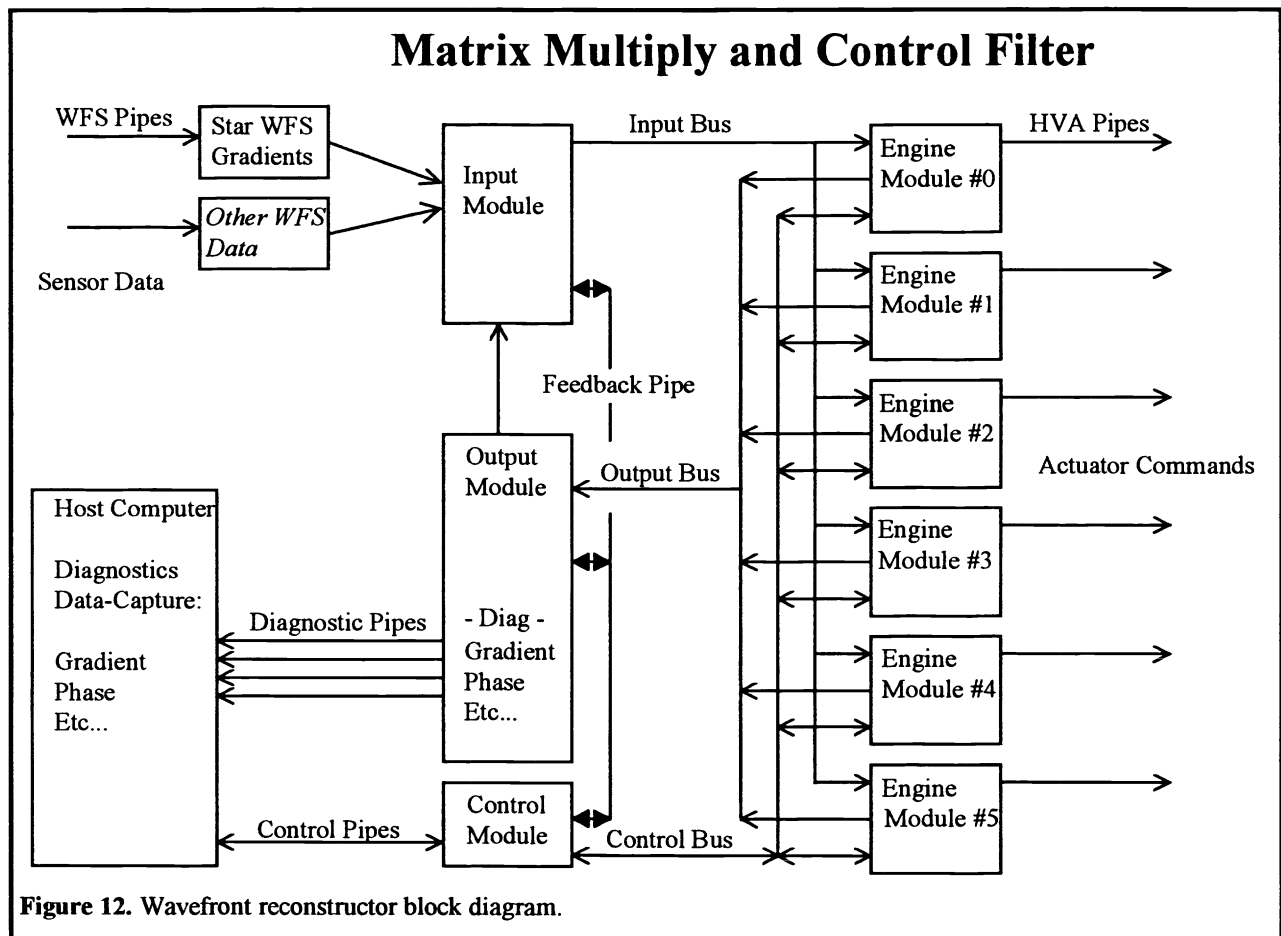 Matrix Multiply and Control Filter
WFS Pipes
Star WFS
Gradients
Other WFS
Data
Sensor Data
Input
Module
Input Bus
Feedback Pipe
Output
Module
- Diag -
Gradient
Phase
Etc...
Output Bus
Host Computer
Diagnostics
Data-Capture:
Gradient
Phase
Etc...
Diagnostic Pipes
Control Pipes
Control
Module
Control Bus
Engine
Module #0
Engine
Module #1
Engine
Module #2
Engine
Module #3
Engine
Module #4
Engine
Module #5
HVA Pipes
Actuator Commands
Figure 12. Wavefront reconstructor block diagram.